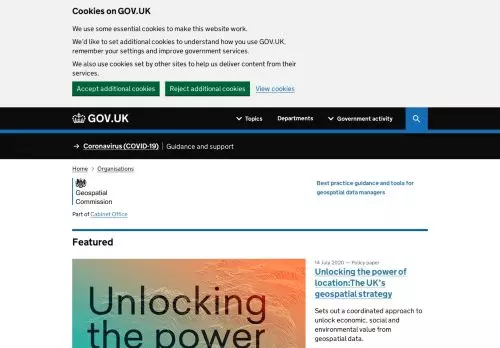 Cookies on GOV.UK
We use some essential cookies to make this website work.
We'd like to set additional cookies to understand how you use GOV.UK,
remember your settings and improve government services.
We also use cookies set by other sites to help us deliver content from their
services.
Accept additional cookies Reject additional cookies View cookies
GOV.UK Topics Departments Government activity
→ Coronavirus (COVID-19) Guidance and support
Home > Organisations
Geospatial
Commission
Best practice guidance and tools for
geospatial data managers
Part of Cabinet Office
Featured
14 July 2020 — Policy paper
Unlocking the power of
location:The UK's
geospatial strategy
Sets out a coordinated approach to
unlock economic, social and
environmental value from
geospatial data.
Unlocking
the power